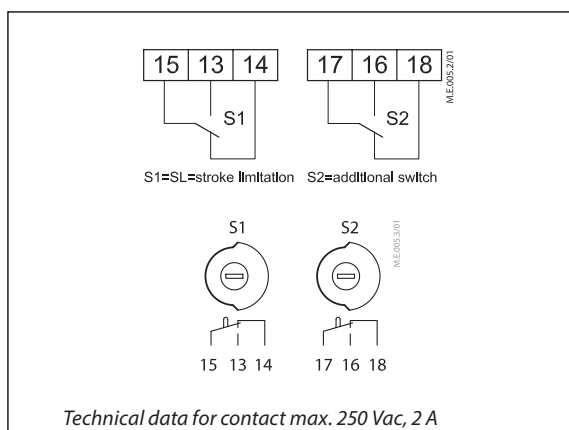 15 13 14 17 16 18
M.E.005.2/01
S1 S2
S1=SL=stroke limitation S2=additional switch
S1 S2
M.E.005.3/01
15 13 14 17 16 18
Technical data for contact max. 250 Vac, 2 A